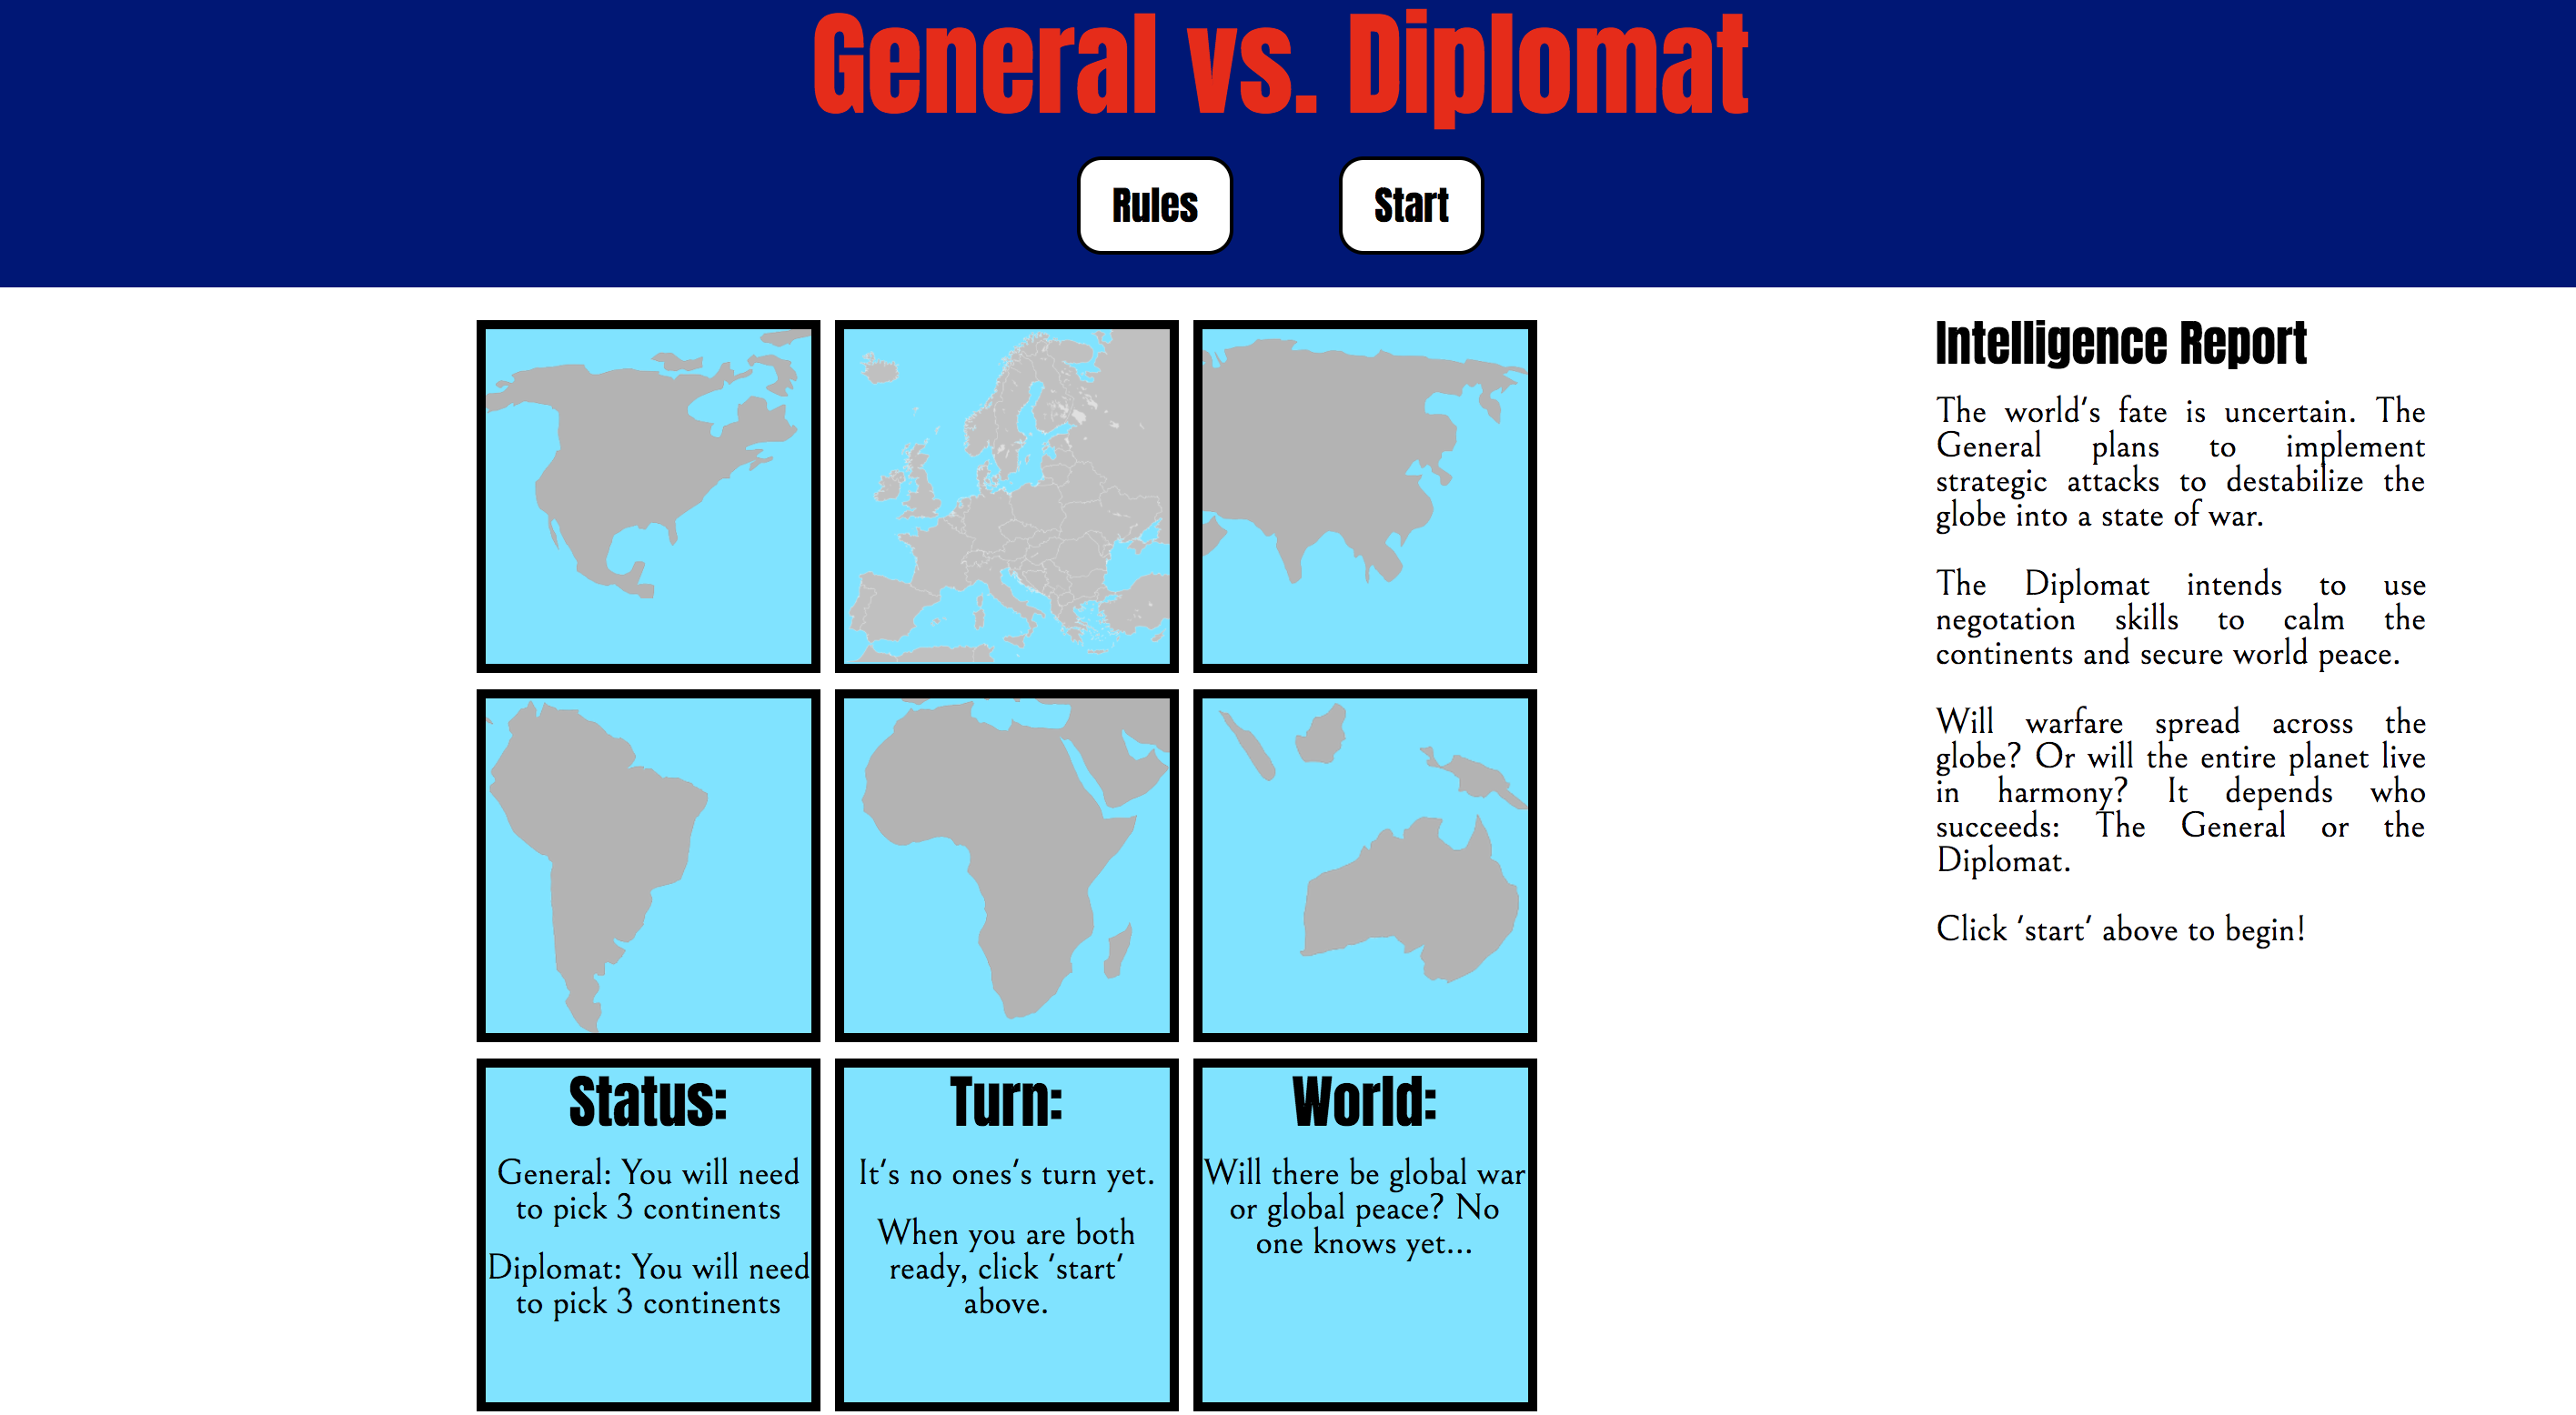 General vs. Diplomat
Rules
Start
Intelligence Report
The world's fate is uncertain. The
General plans to implement
strategic attacks to destabilize the
globe into a state of war.
The Diplomat intends to use
negotation skills to calm the
continents and secure world peace.
Will warfare spread across the
globe? Or will the entire planet live
in harmony? It depends who
succeeds: The General or the
Diplomat.
Click 'start' above to begin!
Status:
General: You will need
to pick 3 continents
Diplomat: You will need
to pick 3 continents
Turn:
It's no ones's turn yet.
When you are both
ready, click 'start'
above.
World:
Will there be global war
or global peace? No
one knows yet...